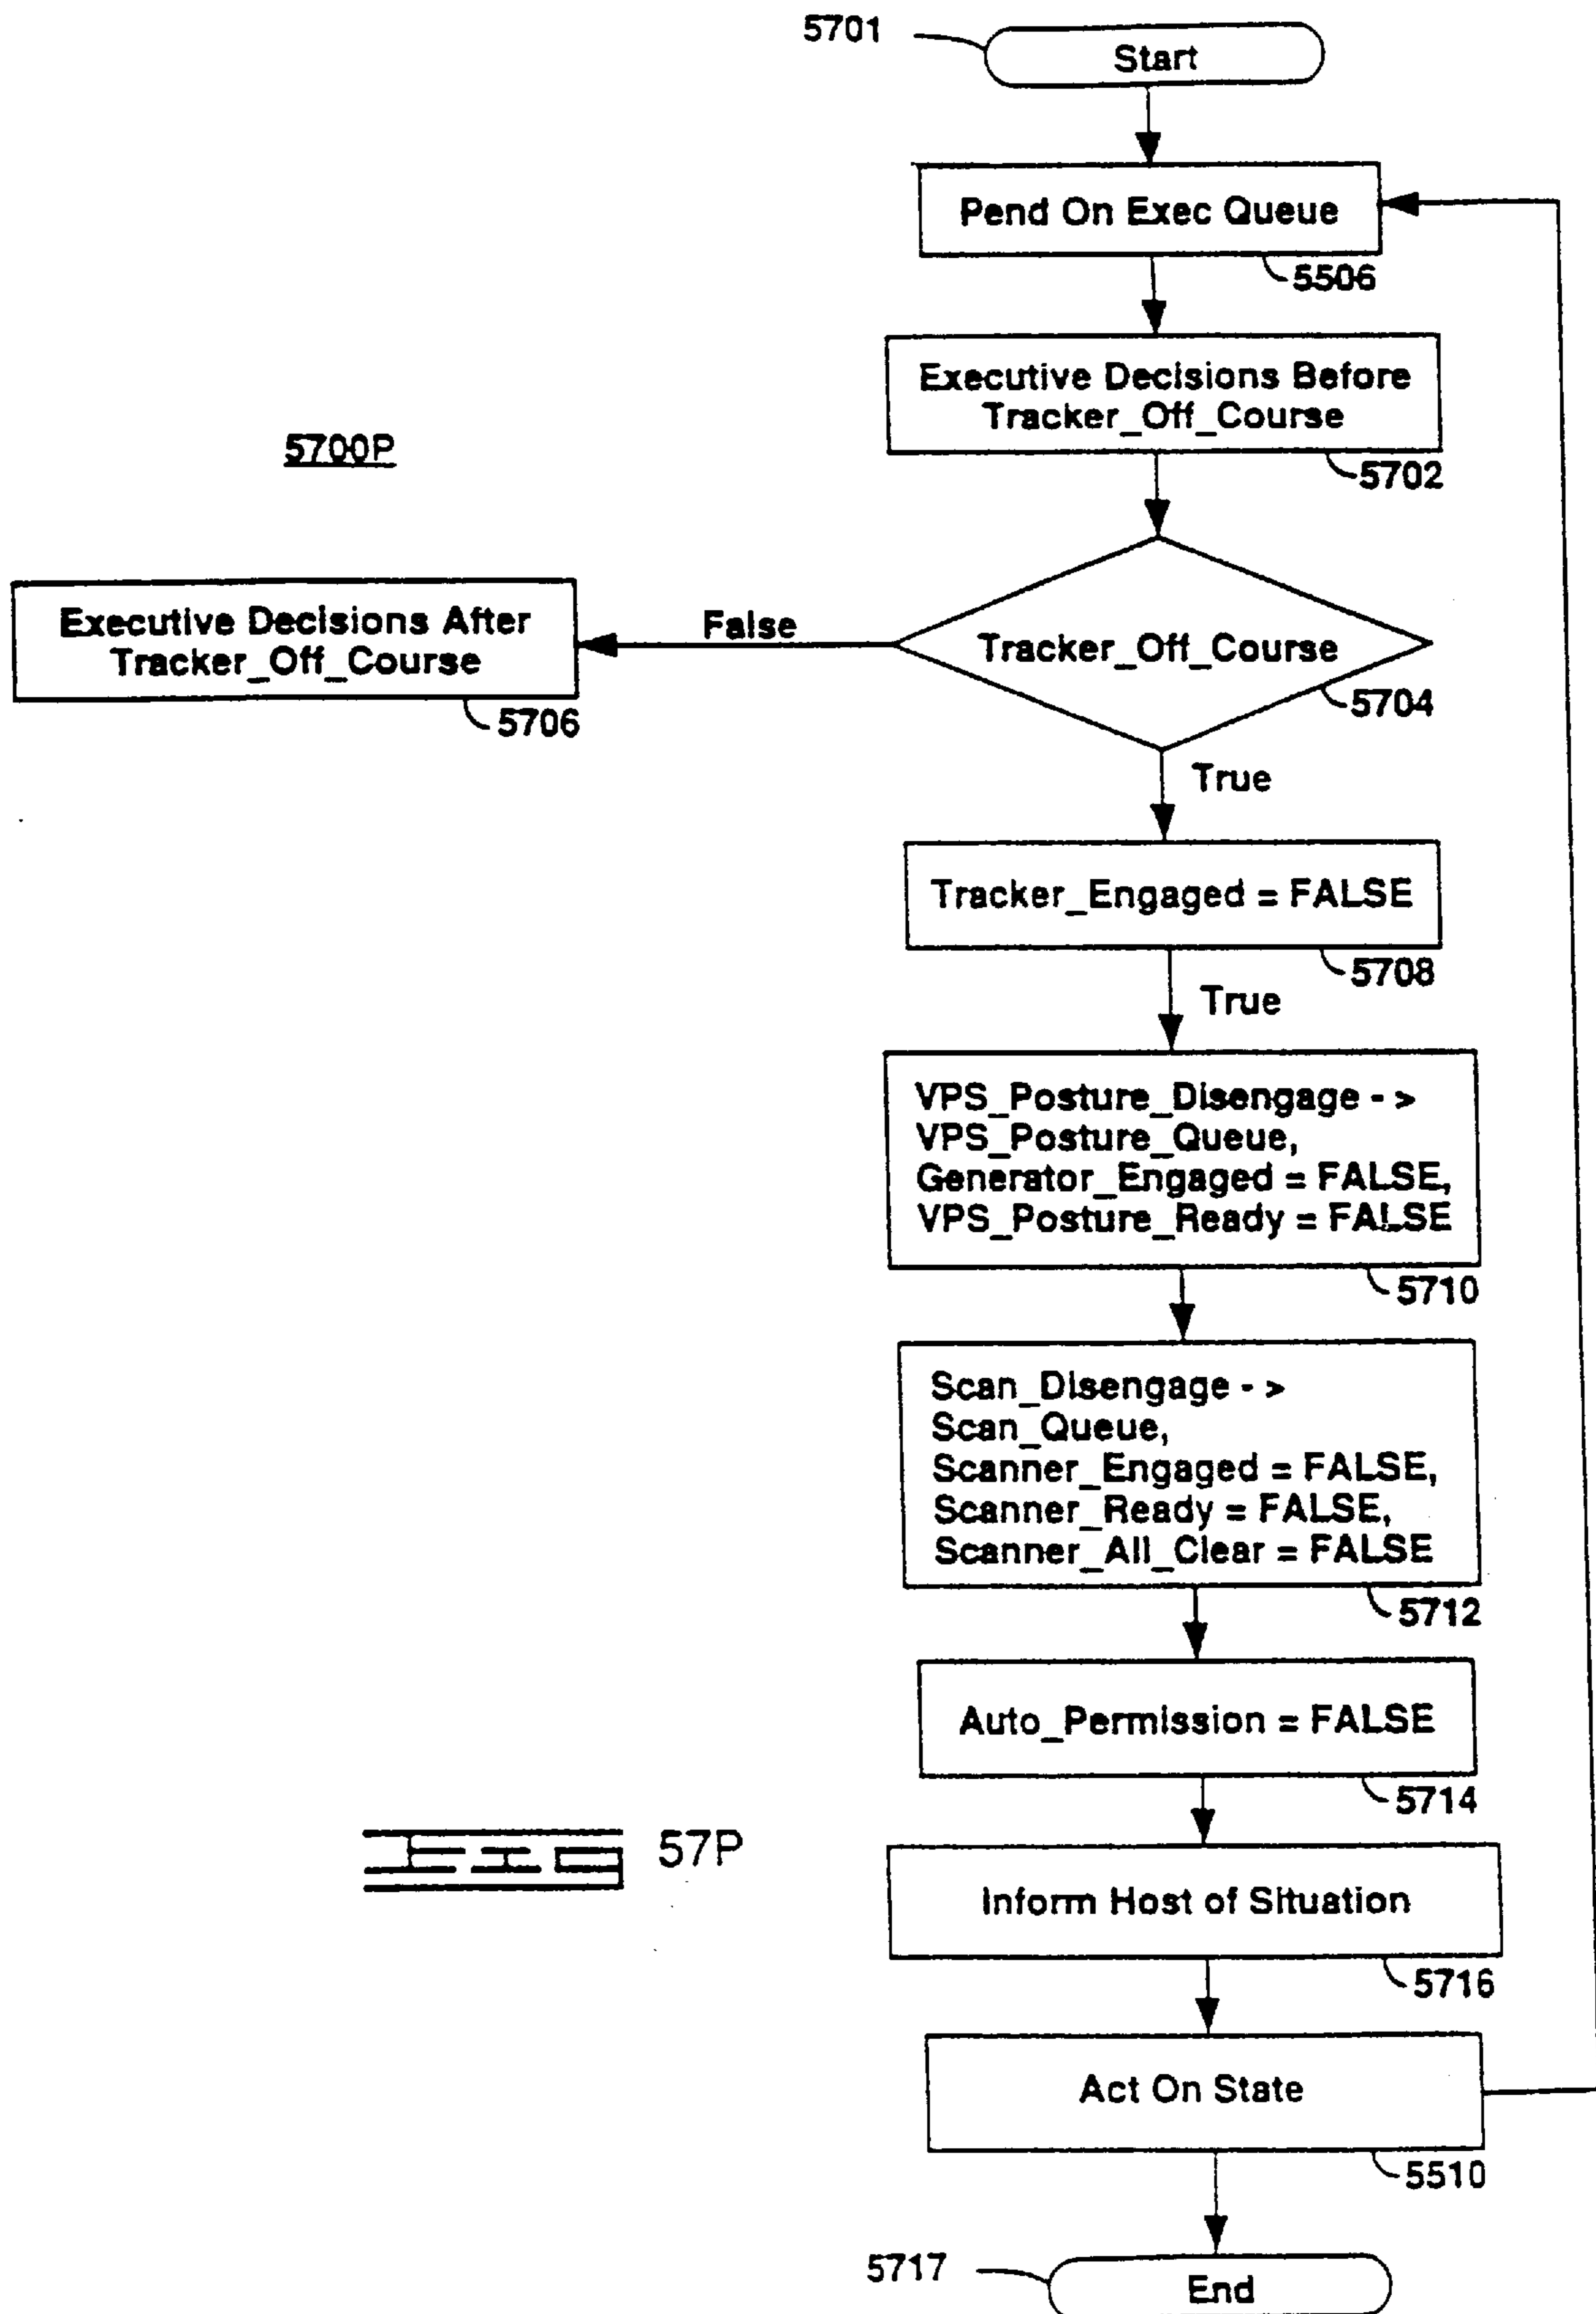 5701
Start
Pend On Exec Queue
5506
Executive Decisions Before
Tracker_Off_Course
5702
5700P
Executive Decisions After
Tracker_Off_Course
5706
False
Tracker_Off_Course
5704
True
Tracker_Engaged = FALSE
5708
True
VPS_Posture_Disengage - >
VPS_Posture_Queue,
Generator_Engaged = FALSE,
VPS_Posture_Ready = FALSE
5710
Scan_Disengage - >
Scan_Queue,
Scanner_Engaged = FALSE,
Scanner_Ready = FALSE,
Scanner_All_Clear = FALSE
5712
Auto_Permission = FALSE
5714
FIG 57P
Inform Host of Situation
5716
Act On State
5510
5717
End